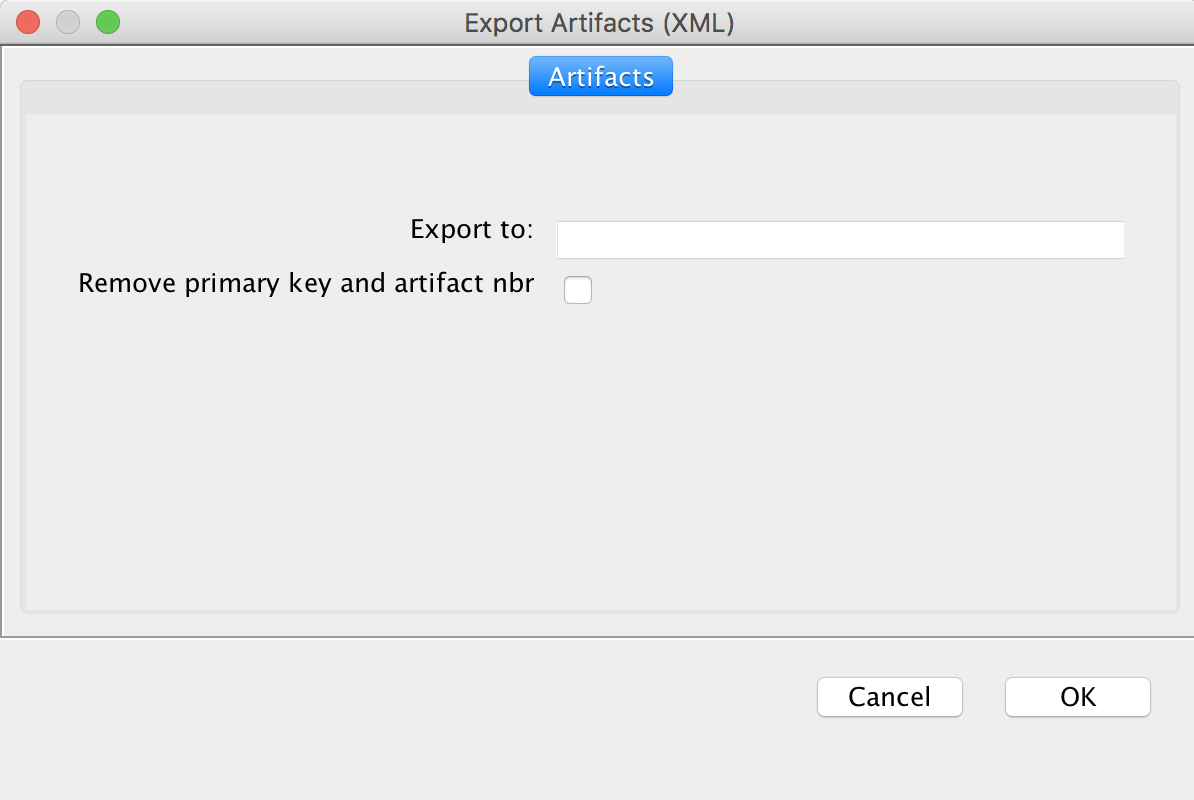 Export Artifacts (XML)
Artifacts
Export to:
Remove primary key and artifact nbr
Cancel
OK